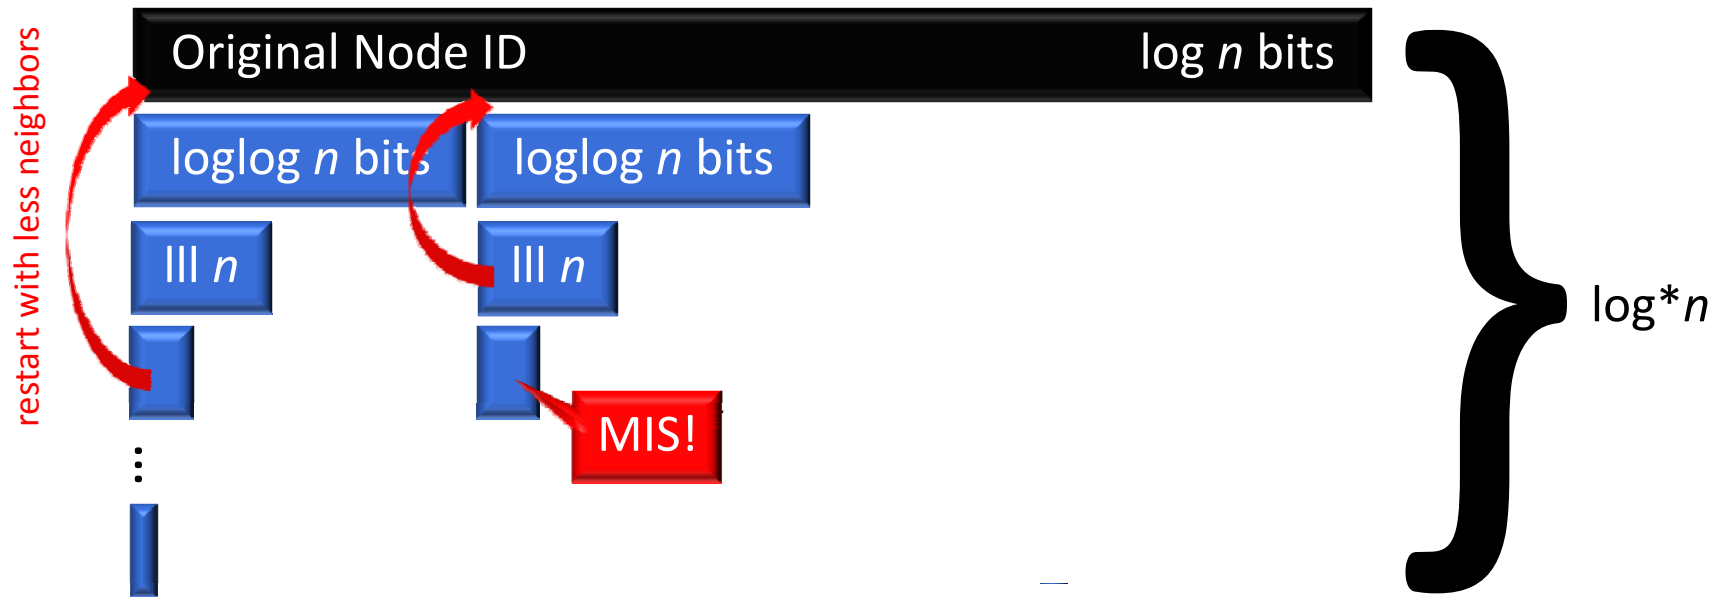 restart with less neighbors
Original Node ID
log n bits
loglog n bits
loglog n bits
lll n
lll n
MIS!
⋮
log*n